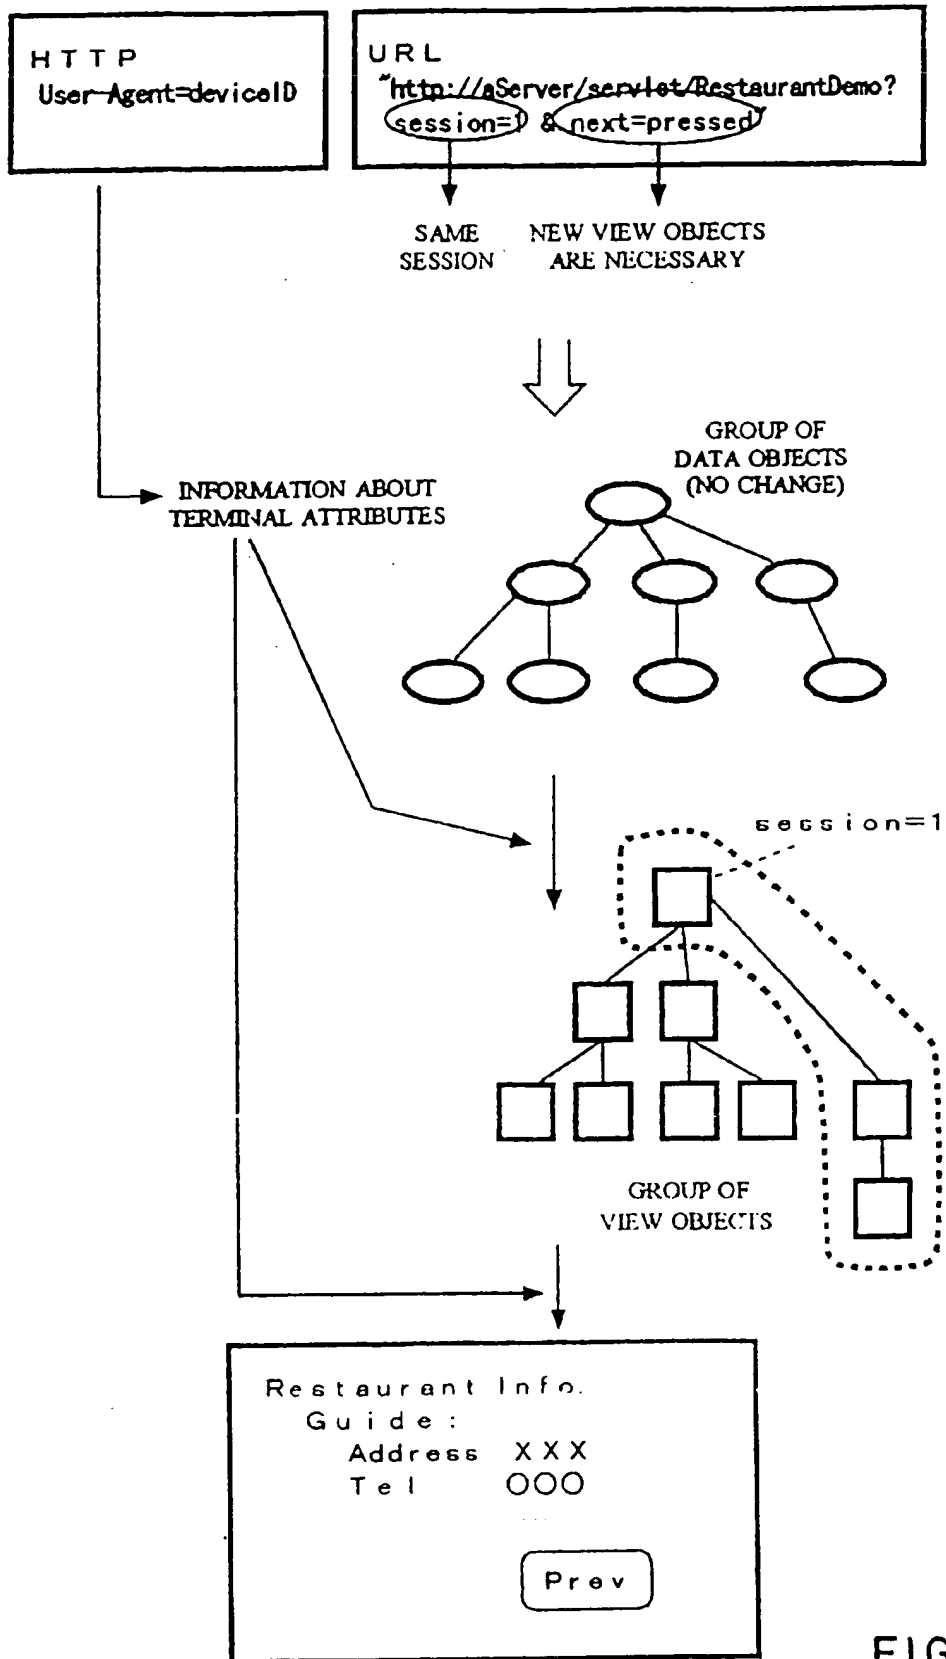 HTTP
User-Agent=deviceID
URL
"http://aServer/servlet/RestaurantDemo?
session=1 & next=pressed"
SAME
SESSION
NEW VIEW OBJECTS
ARE NECESSARY
GROUP OF
DATA OBJECTS
(NO CHANGE)
INFORMATION ABOUT
TERMINAL ATTRIBUTES
session=1
GROUP OF
VIEW OBJECTS
Restaurant Info.
Guide:
Address XXX
Tel OOO
...
Prev
FIG